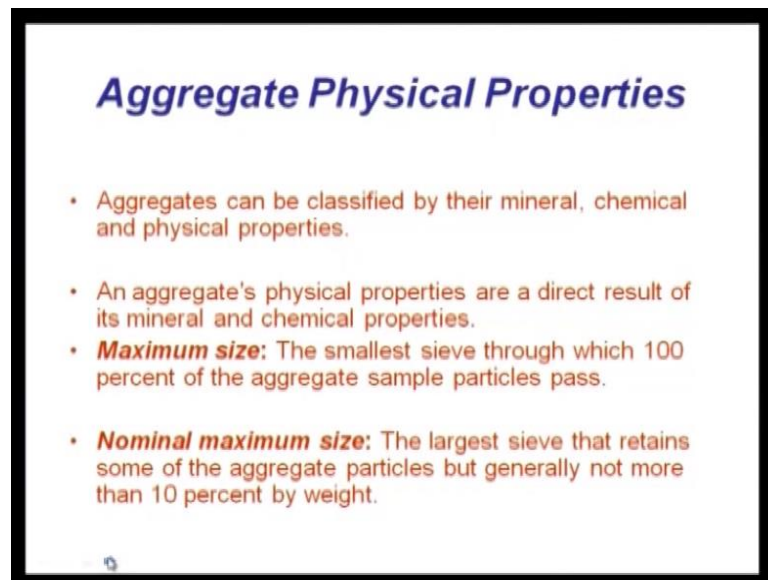 Aggregate Physical Properties
• Aggregates can be classified by their mineral, chemical
and physical properties.
• An aggregate's physical properties are a direct result of
its mineral and chemical properties.
• Maximum size: The smallest sieve through which 100
percent of the aggregate sample particles pass.
• Nominal maximum size: The largest sieve that retains
some of the aggregate particles but generally not more
than 10 percent by weight.